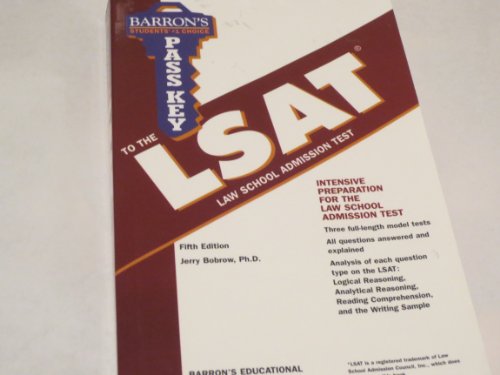 BARRON'S
STUDENTS' #1 CHOICE
PASS KEY
TO THE
LSAT®
LAW SCHOOL ADMISSION TEST
INTENSIVE
PREPARATION
FOR THE
LAW SCHOOL
ADMISSION TEST
Three full-length model tests
All questions answered and
explained
Analysis of each question
type on the LSAT:
Logical Reasoning,
Analytical Reasoning,
Reading Comprehension,
and the Writing Sample
Fifth Edition
Jerry Bobrow, Ph.D.
BARRON'S EDUCATIONAL
*LSAT is a registered trademark of Law
School Admission Council, Inc., which does